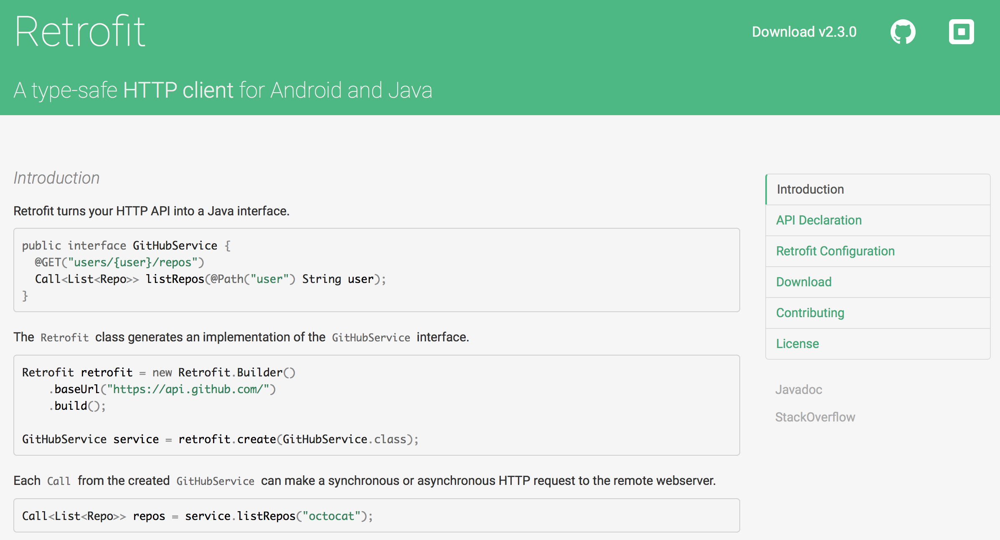 Retrofit
Download v2.3.0
A type-safe HTTP client for Android and Java
Introduction
Retrofit turns your HTTP API into a Java interface.
public interface GitHubService {
  @GET("users/{user}/repos")
  Call<List<Repo>> listRepos(@Path("user") String user);
}
The Retrofit class generates an implementation of the GitHubService interface.
Retrofit retrofit = new Retrofit.Builder()
    .baseUrl("https://api.github.com/")
    .build();
GitHubService service = retrofit.create(GitHubService.class);
Each Call from the created GitHubService can make a synchronous or asynchronous HTTP request to the remote webserver.
Call<List<Repo>> repos = service.listRepos("octocat");
Introduction
API Declaration
Retrofit Configuration
Download
Contributing
License
Javadoc
StackOverflow